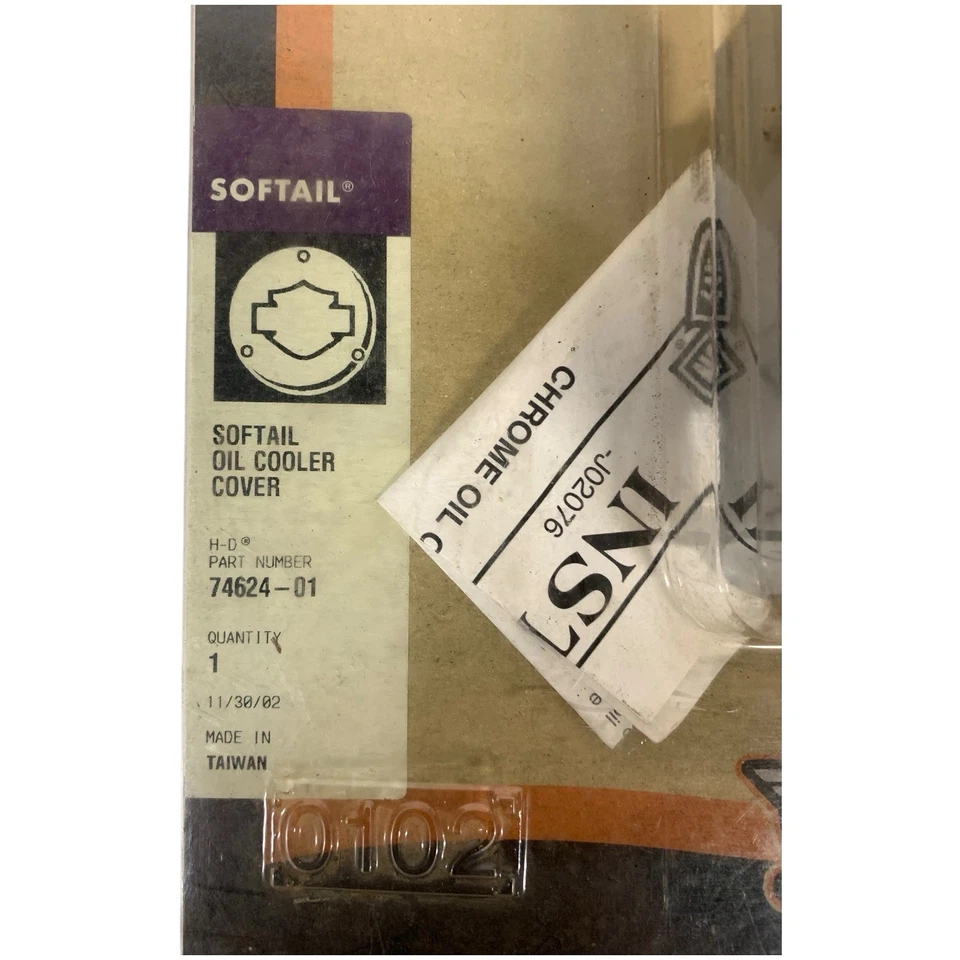 SOFTAIL®
SOFTAIL
OIL COOLER
COVER
H-D®
PART NUMBER
74624-01
QUANTITY
1
11/30/02
MADE IN
TAIWAN
CHROME OIL C
-J02076
INST
0102